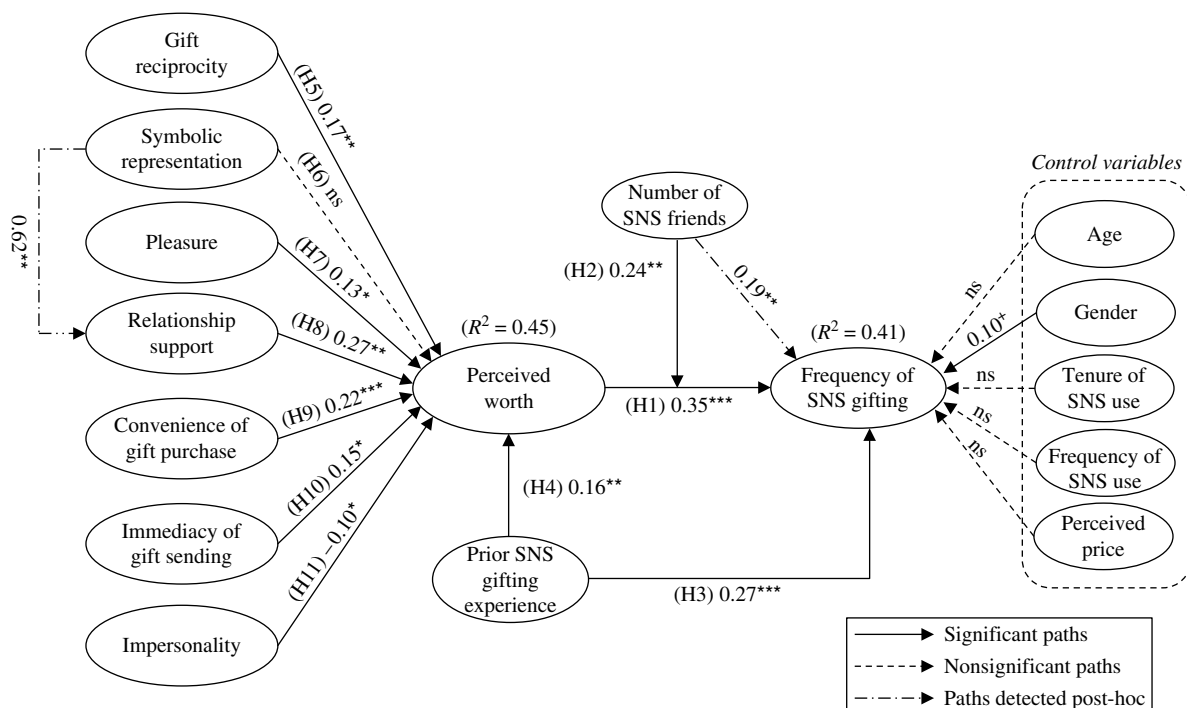 Gift
reciprocity
Symbolic
representation
Pleasure
Relationship
support
Convenience of
gift purchase
Immediacy of
gift sending
Impersonality
0.62**
(H5) 0.17**
(H6) ns
(H7) 0.13*
(H8) 0.27**
(H9) 0.22***
(H10) 0.15*
(H11) –0.10*
(R² = 0.45)
Perceived
worth
(H4) 0.16**
Prior SNS
gifting
experience
Number of
SNS friends
(H2) 0.24**
0.19**
(H1) 0.35***
(H3) 0.27***
(R² = 0.41)
Frequency of
SNS gifting
Control variables
ns
0.10+
ns
ns
ns
Age
Gender
Tenure of
SNS use
Frequency of
SNS use
Perceived
price
Significant paths
Nonsignificant paths
Paths detected post-hoc